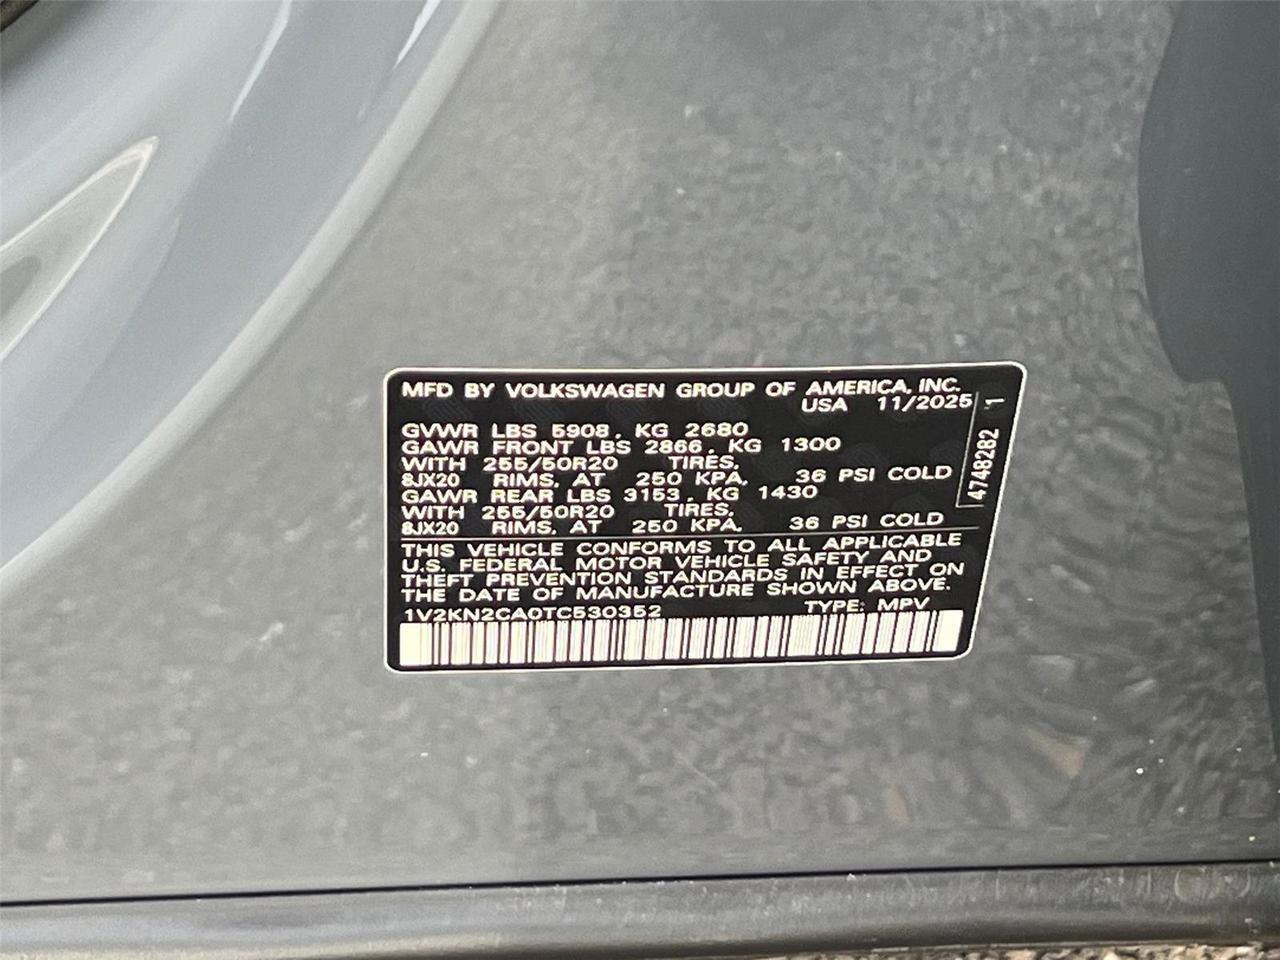 MFD BY VOLKSWAGEN GROUP OF AMERICA, INC.
USA 11/2025
GVWR LBS 5908, KG 2680
GAWR FRONT LBS 2866, KG 1300
WITH 255/50R20 TIRES,
8JX20 RIMS, AT 250 KPA, 36 PSI COLD
GAWR REAR LBS 3153, KG 1430
WITH 255/50R20 TIRES,
8JX20 RIMS, AT 250 KPA, 36 PSI COLD
THIS VEHICLE CONFORMS TO ALL APPLICABLE
U.S. FEDERAL MOTOR VEHICLE SAFETY AND
THEFT PREVENTION STANDARDS IN EFFECT ON
THE DATE OF MANUFACTURE SHOWN ABOVE.
1V2KN2CA0TC530352 TYPE: MPV
4748282 1